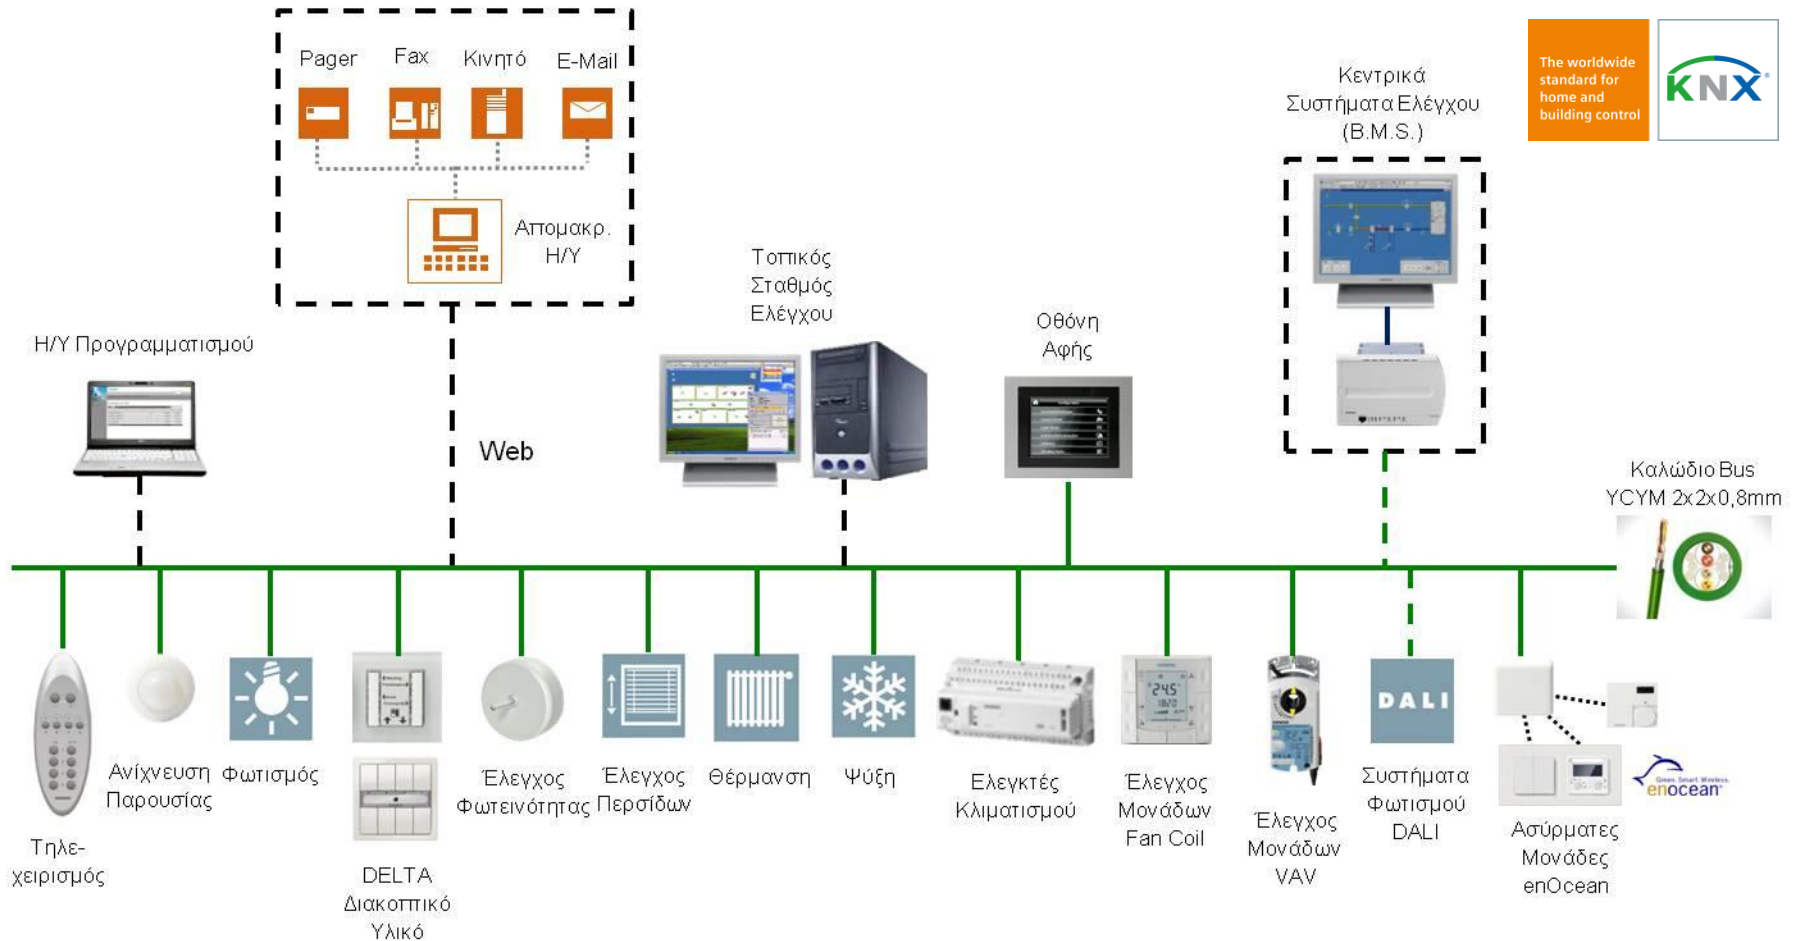 Pager
Fax
Κινητό
E-Mail
Απομακρ.
Η/Υ
The worldwide
standard for
home and
building control
KNX
Κεντρικά
Συστήματα Ελέγχου
(B.M.S.)
Τοπικός
Σταθμός
Ελέγχου
Οθόνη
Αφής
Η/Υ Προγραμματισμού
Web
Καλώδιο Bus
YCYM 2x2x0,8mm
DALI
Green. Smart. Wireless.
enocean
Τηλε-
χειρισμός
Ανίχνευση
Παρουσίας
Φωτισμός
DELTA
Διακοπτικό
Υλικό
Έλεγχος
Φωτεινότητας
Έλεγχος
Περσίδων
Θέρμανση
Ψύξη
Ελεγκτές
Κλιματισμού
Έλεγχος
Μονάδων
Fan Coil
Έλεγχος
Μονάδων
VAV
Συστήματα
Φωτισμού
DALI
Ασύρματες
Μονάδες
enOcean